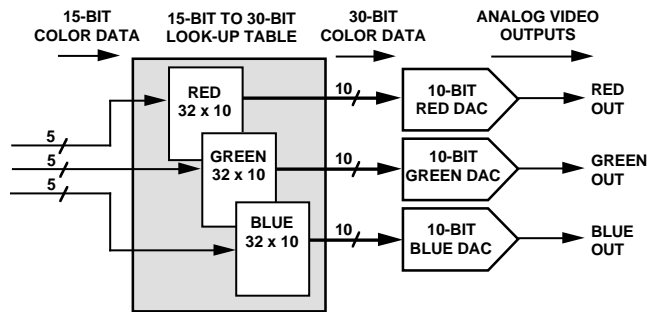 15-BIT
COLOR DATA
15-BIT TO 30-BIT
LOOK-UP TABLE
30-BIT
COLOR DATA
ANALOG VIDEO
OUTPUTS
RED
32 x 10
10
10-BIT
RED DAC
RED
OUT
5
5
5
GREEN
32 x 10
10
10-BIT
GREEN DAC
GREEN
OUT
BLUE
32 x 10
10
10-BIT
BLUE DAC
BLUE
OUT